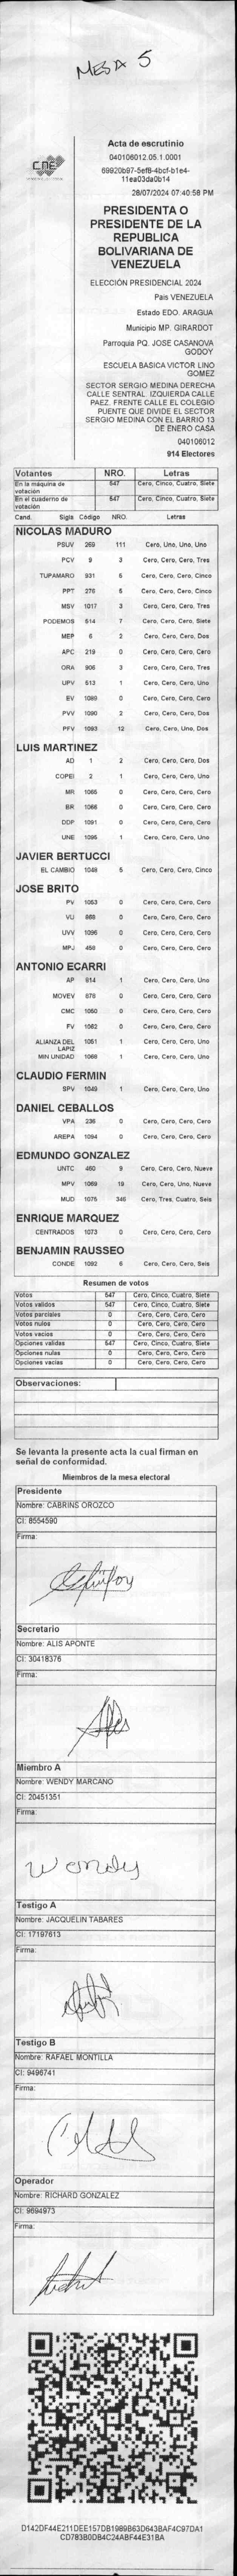 MESA 5
CNE
Acta de escrutinio
040106012.05.1.0001
69920b97-5ef8-4bcf-b1e4-
11ea03da0b14
28/07/2024 07:40:58 PM
PRESIDENTA O
PRESIDENTE DE LA
REPUBLICA
BOLIVARIANA DE
VENEZUELA
ELECCIÓN PRESIDENCIAL 2024
Pais VENEZUELA
Estado EDO. ARAGUA
Municipio MP. GIRARDOT
Parroquia PQ. JOSE CASANOVA
GODOY
ESCUELA BASICA VICTOR LINO
GOMEZ
SECTOR SERGIO MEDINA DERECHA
CALLE SENTRAL. IZQUIERDA CALLE
PAEZ. FRENTE CALLE EL COLEGIO
PUENTE QUE DIVIDE EL SECTOR
SERGIO MEDINA CON EL BARRIO 13
DE ENERO CASA
040106012
914 Electores
Votantes NRO. Letras
En la máquina de votación 547 Cero, Cinco, Cuatro, Siete
En el cuaderno de votación 547 Cero, Cinco, Cuatro, Siete
Cand. Sigla Código NRO. Letras
NICOLAS MADURO
PSUV 259 111 Cero, Uno, Uno, Uno
PCV 9 3 Cero, Cero, Cero, Tres
TUPAMARO 931 5 Cero, Cero, Cero, Cinco
PPT 276 5 Cero, Cero, Cero, Cinco
MSV 1017 3 Cero, Cero, Cero, Tres
PODEMOS 514 7 Cero, Cero, Cero, Siete
MEP 6 2 Cero, Cero, Cero, Dos
APC 219 0 Cero, Cero, Cero, Cero
ORA 906 3 Cero, Cero, Cero, Tres
UPV 513 1 Cero, Cero, Cero, Uno
EV 1089 0 Cero, Cero, Cero, Cero
PVV 1090 2 Cero, Cero, Cero, Dos
PFV 1093 12 Cero, Cero, Uno, Dos
LUIS MARTINEZ
AD 1 2 Cero, Cero, Cero, Dos
COPEI 2 1 Cero, Cero, Cero, Uno
MR 1065 0 Cero, Cero, Cero, Cero
BR 1066 0 Cero, Cero, Cero, Cero
DDP 1091 0 Cero, Cero, Cero, Cero
UNE 1095 1 Cero, Cero, Cero, Uno
JAVIER BERTUCCI
EL CAMBIO 1048 5 Cero, Cero, Cero, Cinco
JOSE BRITO
PV 1053 0 Cero, Cero, Cero, Cero
VU 868 0 Cero, Cero, Cero, Cero
UVV 1096 0 Cero, Cero, Cero, Cero
MPJ 458 0 Cero, Cero, Cero, Cero
ANTONIO ECARRI
AP 814 1 Cero, Cero, Cero, Uno
MOVEV 678 0 Cero, Cero, Cero, Cero
CMC 1050 0 Cero, Cero, Cero, Cero
FV 1062 0 Cero, Cero, Cero, Cero
ALIANZA DEL LAPIZ 1051 1 Cero, Cero, Cero, Uno
MIN UNIDAD 1068 1 Cero, Cero, Cero, Uno
CLAUDIO FERMIN
SPV 1049 1 Cero, Cero, Cero, Uno
DANIEL CEBALLOS
VPA 236 0 Cero, Cero, Cero, Cero
AREPA 1094 0 Cero, Cero, Cero, Cero
EDMUNDO GONZALEZ
UNTC 460 9 Cero, Cero, Cero, Nueve
MPV 1069 19 Cero, Cero, Uno, Nueve
MUD 1075 346 Cero, Tres, Cuatro, Seis
ENRIQUE MARQUEZ
CENTRADOS 1073 0 Cero, Cero, Cero, Cero
BENJAMIN RAUSSEO
CONDE 1092 6 Cero, Cero, Cero, Seis
Resumen de votos
Votos 547 Cero, Cinco, Cuatro, Siete
Votos validos 547 Cero, Cinco, Cuatro, Siete
Votos parciales 0 Cero, Cero, Cero, Cero
Votos nulos 0 Cero, Cero, Cero, Cero
Votos vacios 0 Cero, Cero, Cero, Cero
Opciones validas 547 Cero, Cinco, Cuatro, Siete
Opciones nulas 0 Cero, Cero, Cero, Cero
Opciones vacias 0 Cero, Cero, Cero, Cero
Observaciones:
Se levanta la presente acta la cual firman en
señal de conformidad.
Miembros de la mesa electoral
Presidente
Nombre: CABRINS OROZCO
CI: 8554590
Firma:
Secretario
Nombre: ALIS APONTE
CI: 30418376
Firma:
Miembro A
Nombre: WENDY MARCANO
CI: 20451351
Firma:
Wendy
Testigo A
Nombre: JACQUELIN TABARES
CI: 17197613
Firma:
Testigo B
Nombre: RAFAEL MONTILLA
CI: 9496741
Firma:
Operador
Nombre: RICHARD GONZALEZ
CI: 9694973
Firma:
D142DF44E211DEE157DB1989B63D643BAF4C97DA1
CD783B0DB4C24ABF44E31BA